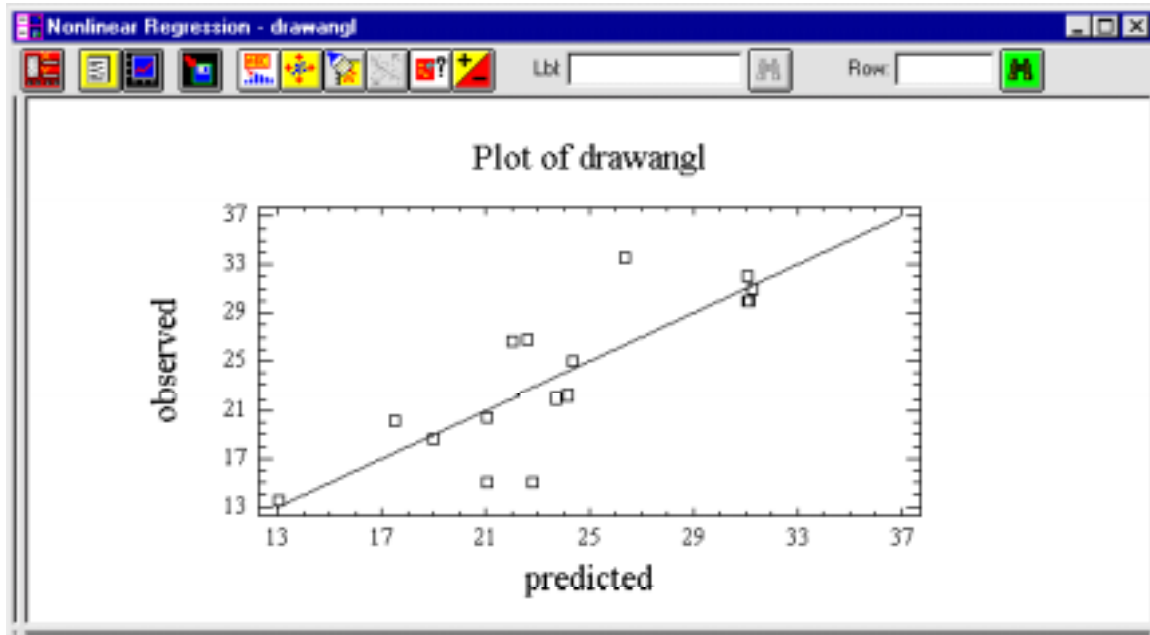 Nonlinear Regression - drawangl
Lbl: Row:
Plot of drawangl
37
33
29
25
21
17
13
observed
13 17 21 25 29 33 37
predicted